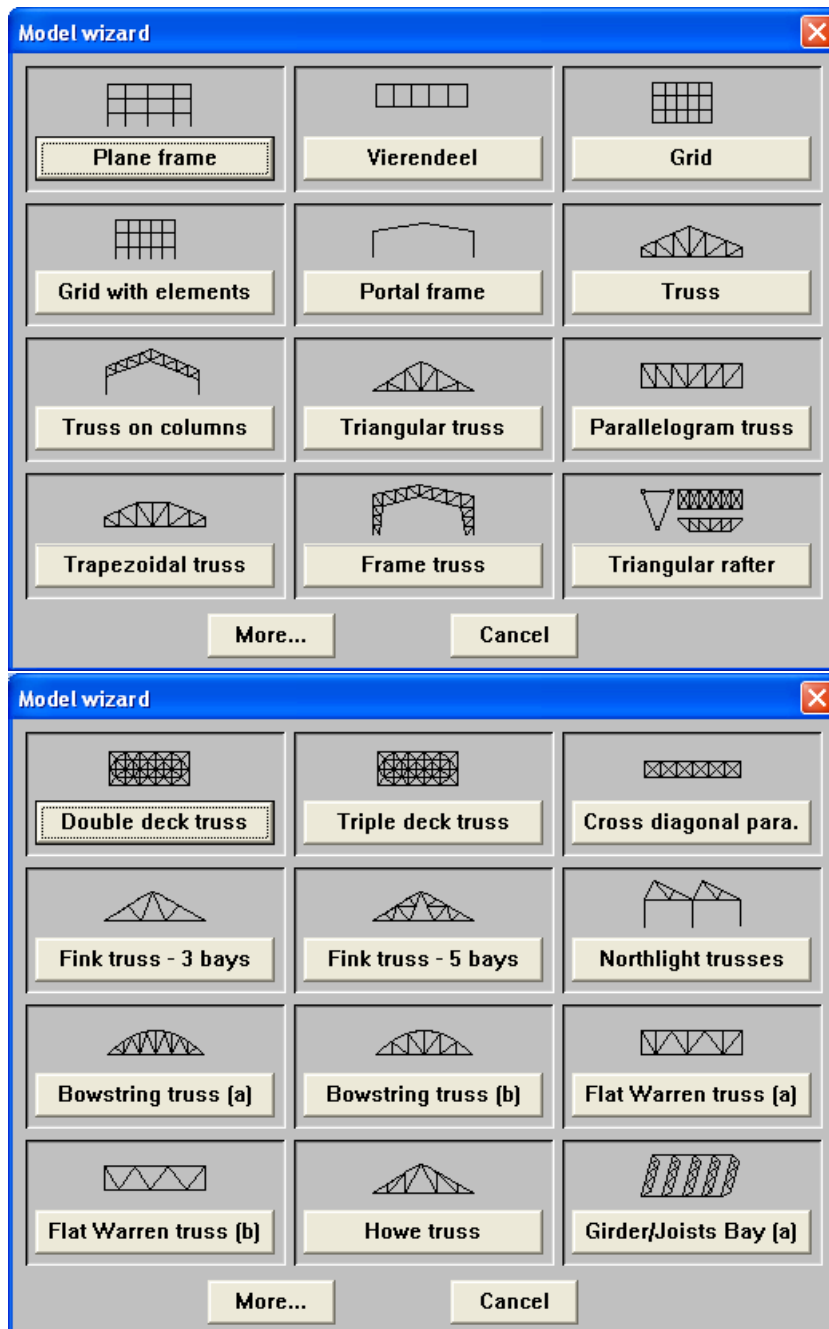 Model wizard
Plane frame
Vierendeel
Grid
Grid with elements
Portal frame
Truss
Truss on columns
Triangular truss
Parallelogram truss
Trapezoidal truss
Frame truss
Triangular rafter
More...
Cancel
Model wizard
Double deck truss
Triple deck truss
Cross diagonal para.
Fink truss - 3 bays
Fink truss - 5 bays
Northlight trusses
Bowstring truss (a)
Bowstring truss (b)
Flat Warren truss (a)
Flat Warren truss (b)
Howe truss
Girder/Joists Bay (a)
More...
Cancel